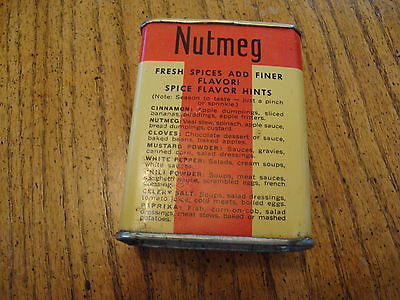 Nutmeg
FRESH SPICES ADD FINER
FLAVOR!
SPICE FLAVOR HINTS
(Note: Season to taste — just a pinch
or sprinkle)
CINNAMON: Apple dumplings, sliced
bananas, puddings, apple fritters.
NUTMEG: Veal stew, spinach, apple sauce,
bread dumplings, custard.
CLOVES: Chocolate dessert or sauce,
baked beans, baked apples.
MUSTARD POWDER: Sauces, gravies,
canned corn, salad dressings.
WHITE PEPPER: Salads, cream soups,
white sauces.
CHILI POWDER: Soups, meat sauces,
spaghetti sauce, scrambled eggs, french
dressing.
CELERY SALT: Soups, salad dressings,
tomato juice, cold meats, boiled eggs.
PAPRIKA: Fish, corn-on-cob, salad
dressings, meat stews, baked or mashed
potatoes.